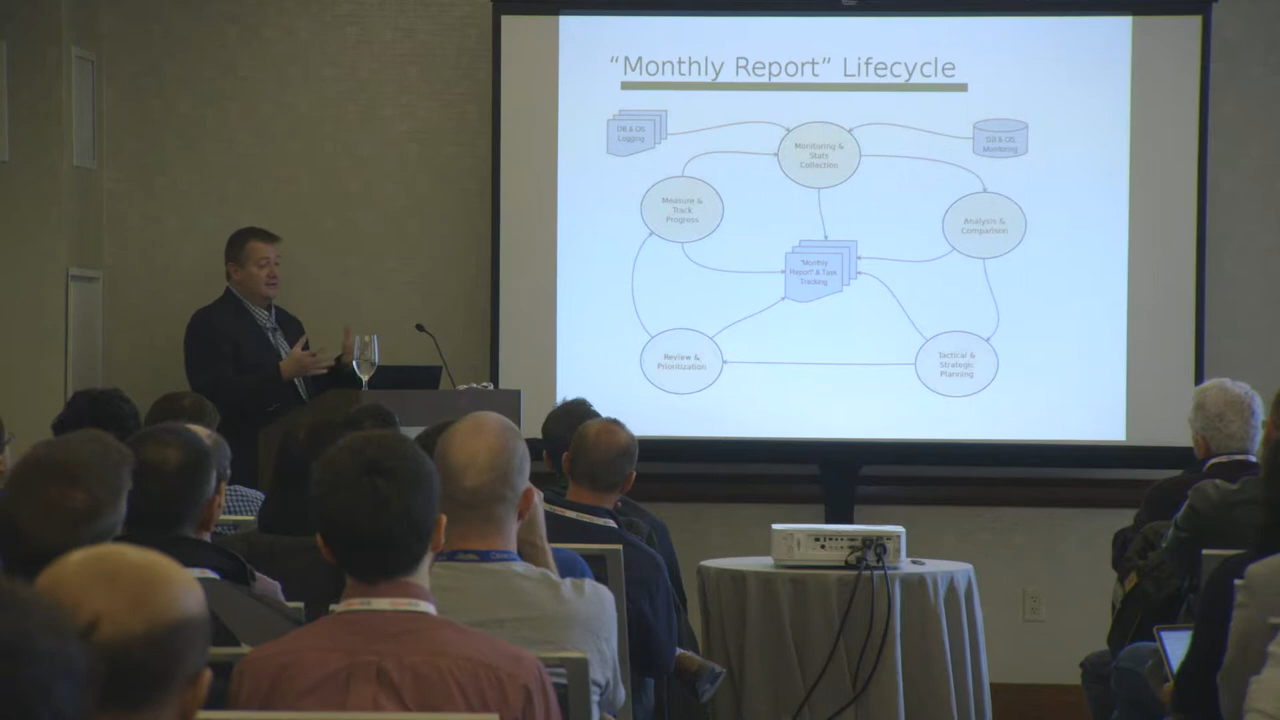 “Monthly Report” Lifecycle
DB & OS
Logging
Monitoring &
Stats
Collection
DB & OS
Monitoring
Measure &
Track
Progress
Analysis &
Comparison
"Monthly
Report" & Task
Tracking
Review &
Prioritization
Tactical &
Strategic
Planning